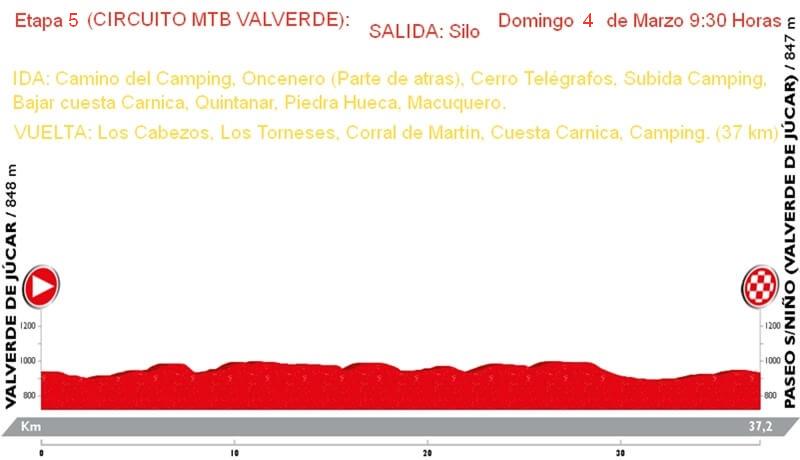 Etapa 5 (CIRCUITO MTB VALVERDE): SALIDA: Silo Domingo 4 de Marzo 9:30 Horas
IDA: Camino del Camping, Oncenero (Parte de atras), Cerro Telégrafos, Subida Camping,
Bajar cuesta Carnica, Quintanar, Piedra Hueca, Macuquero.
VUELTA: Los Cabezos, Los Torneses, Corral de Martín, Cuesta Carnica, Camping. (37 km)
VALVERDE DE JÚCAR / 848 m
PASEO S/NIÑO (VALVERDE DE JÚCAR) / 847 m
1200
1000
800
1200
1000
800
Km 37,2
0 10 20 30